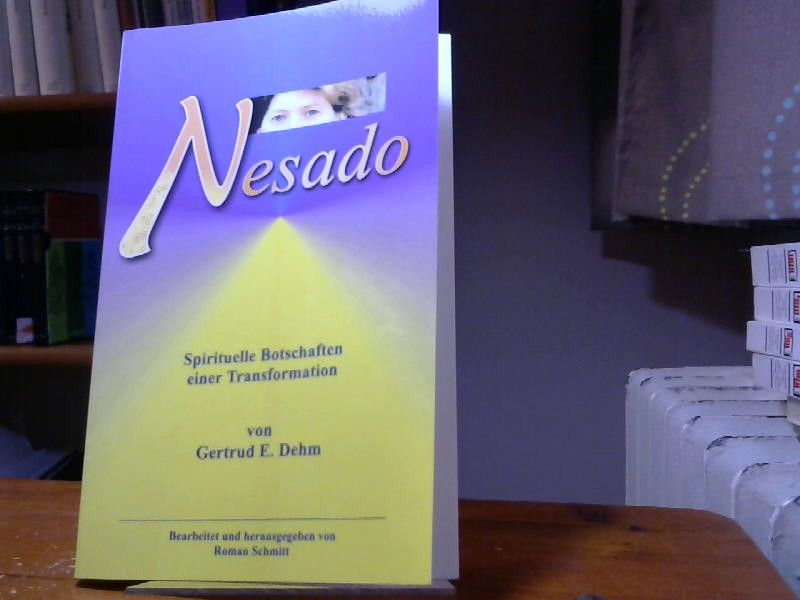 Nesado
Spirituelle Botschaften
einer Transformation
von
Gertrud E. Dehm
Bearbeitet und herausgegeben von
Roman Schmitt